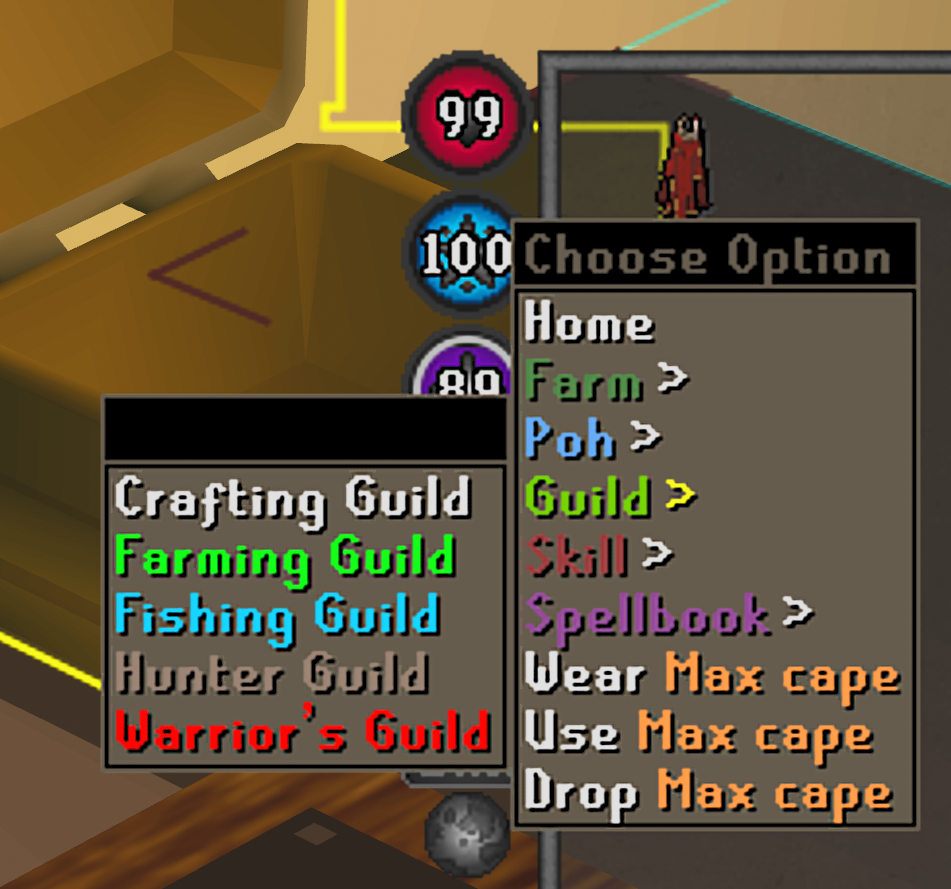 99
100
89
Choose Option
Home
Farm >
Poh >
Guild >
Skill >
Spellbook >
Wear Max cape
Use Max cape
Drop Max cape
Crafting Guild
Farming Guild
Fishing Guild
Hunter Guild
Warrior's Guild